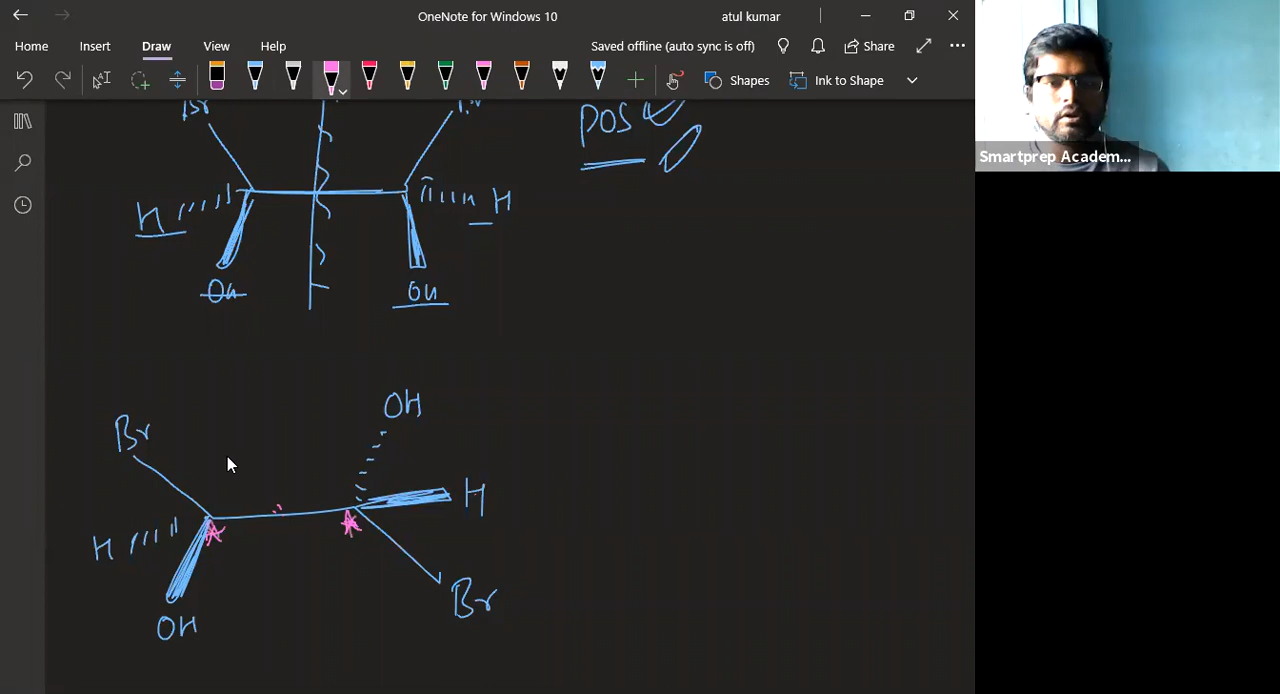 OneNote for Windows 10
atul kumar
Home
Insert
Draw
View
Help
Saved offline (auto sync is off)
Share
Shapes
Ink to Shape
Smartprep Academ...
Br
POS
H
H
OH
OH
OH
Br
H
H
OH
Br